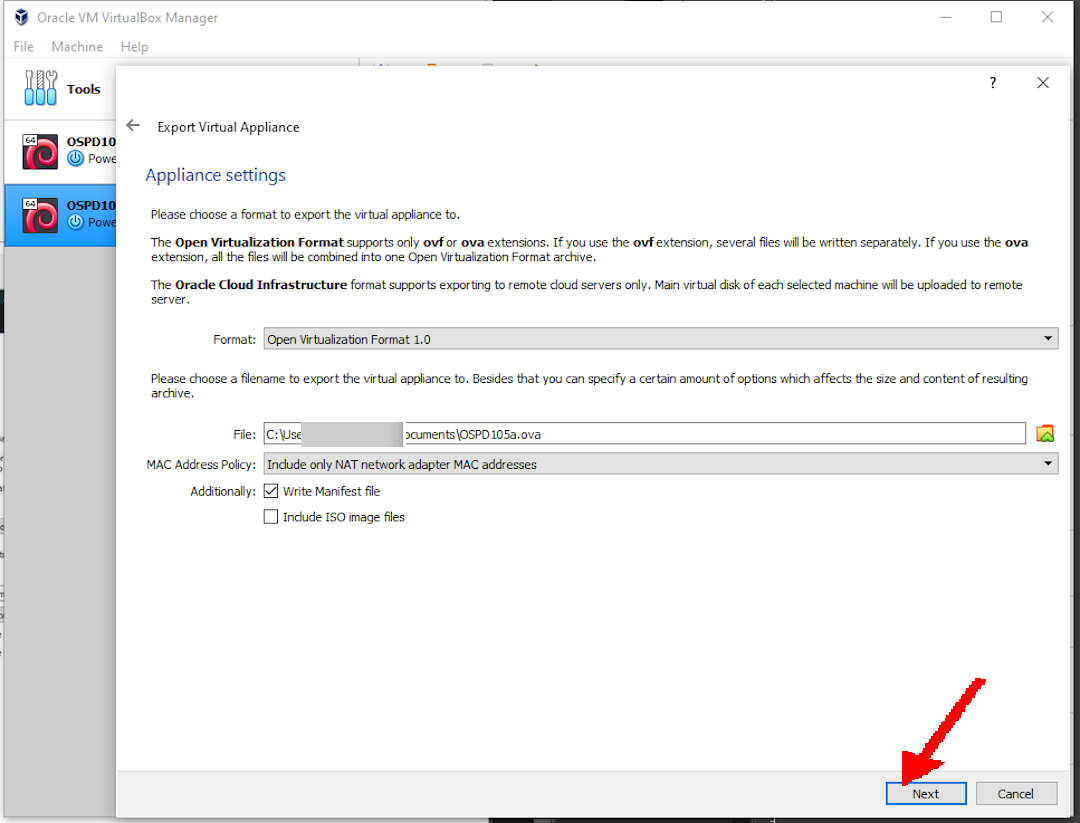 Oracle VM VirtualBox Manager
File Machine Help
Tools
?
Export Virtual Appliance
64
OSPD10
Powe
Appliance settings
64
OSPD10
Powe
Please choose a format to export the virtual appliance to.
The Open Virtualization Format supports only ovf or ova extensions. If you use the ovf extension, several files will be written separately. If you use the ova
extension, all the files will be combined into one Open Virtualization Format archive.
The Oracle Cloud Infrastructure format supports exporting to remote cloud servers only. Main virtual disk of each selected machine will be uploaded to remote
server.
Format: Open Virtualization Format 1.0
Please choose a filename to export the virtual appliance to. Besides that you can specify a certain amount of options which affects the size and content of resulting
archive.
File: C:\Use ocuments\OSPD105a.ova
MAC Address Policy: Include only NAT network adapter MAC addresses
Additionally: Write Manifest file
Include ISO image files
Next Cancel